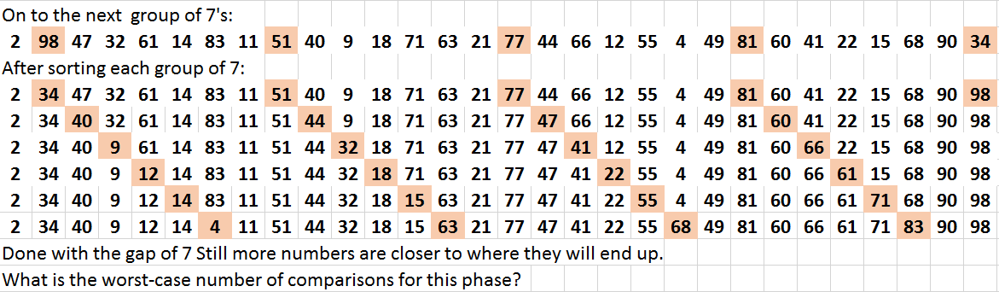 On to the next group of 7's:
2 98 47 32 61 14 83 11 51 40 9 18 71 63 21 77 44 66 12 55 4 49 81 60 41 22 15 68 90 34
After sorting each group of 7:
2 34 47 32 61 14 83 11 51 40 9 18 71 63 21 77 44 66 12 55 4 49 81 60 41 22 15 68 90 98
2 34 40 32 61 14 83 11 51 44 9 18 71 63 21 77 47 66 12 55 4 49 81 60 41 22 15 68 90 98
2 34 40 9 61 14 83 11 51 44 32 18 71 63 21 77 47 41 12 55 4 49 81 60 66 22 15 68 90 98
2 34 40 9 12 14 83 11 51 44 32 18 71 63 21 77 47 41 22 55 4 49 81 60 66 61 15 68 90 98
2 34 40 9 12 14 83 11 51 44 32 18 15 63 21 77 47 41 22 55 4 49 81 60 66 61 71 68 90 98
2 34 40 9 12 14 4 11 51 44 32 18 15 63 21 77 47 41 22 55 68 49 81 60 66 61 71 83 90 98
Done with the gap of 7 Still more numbers are closer to where they will end up.
What is the worst-case number of comparisons for this phase?